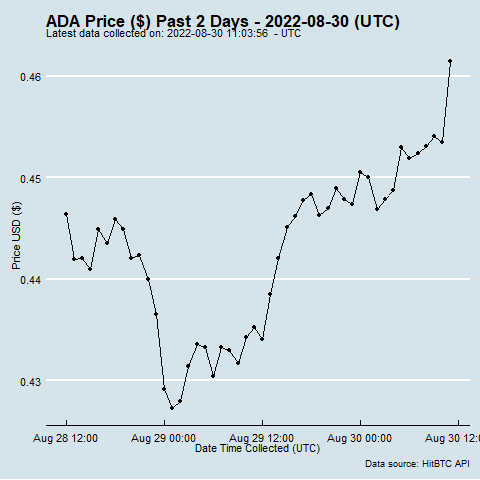 ADA Price ($) Past 2 Days - 2022-08-30 (UTC)
Latest data collected on: 2022-08-30 11:03:56 - UTC
0.46
0.45
0.44
0.43
Price USD ($)
Aug 28 12:00 Aug 29 00:00 Aug 29 12:00 Aug 30 00:00 Aug 30 12:0
Date Time Collected (UTC)
Data source: HitBTC API